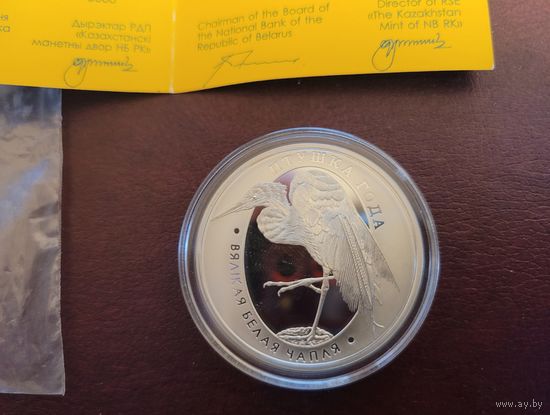 2008
Дырэктар РДП
«Казахстанскі
манетны двор НБ РК»
Chairman of the Board of
the National Bank of the
Republic of Belarus
Director of RSE
«The Kazakhstan
Mint of NB RK»
ПТУШКА ГОДА
• ВЯЛІКАЯ БЕЛАЯ ЧАПЛЯ •
www.ay.by